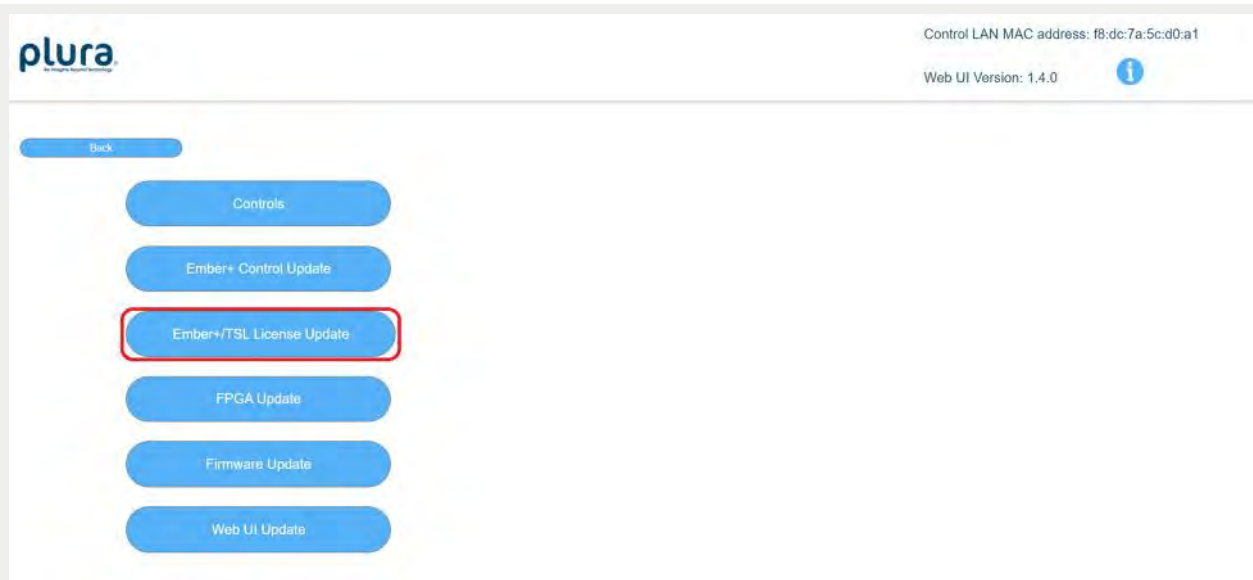 plura
Control LAN MAC address: f8:dc:7a:5c:d0:a1
Web UI Version: 1.4.0
Back
Controls
Ember+ Control Update
Ember+/TSL License Update
FPGA Update
Firmware Update
Web UI Update